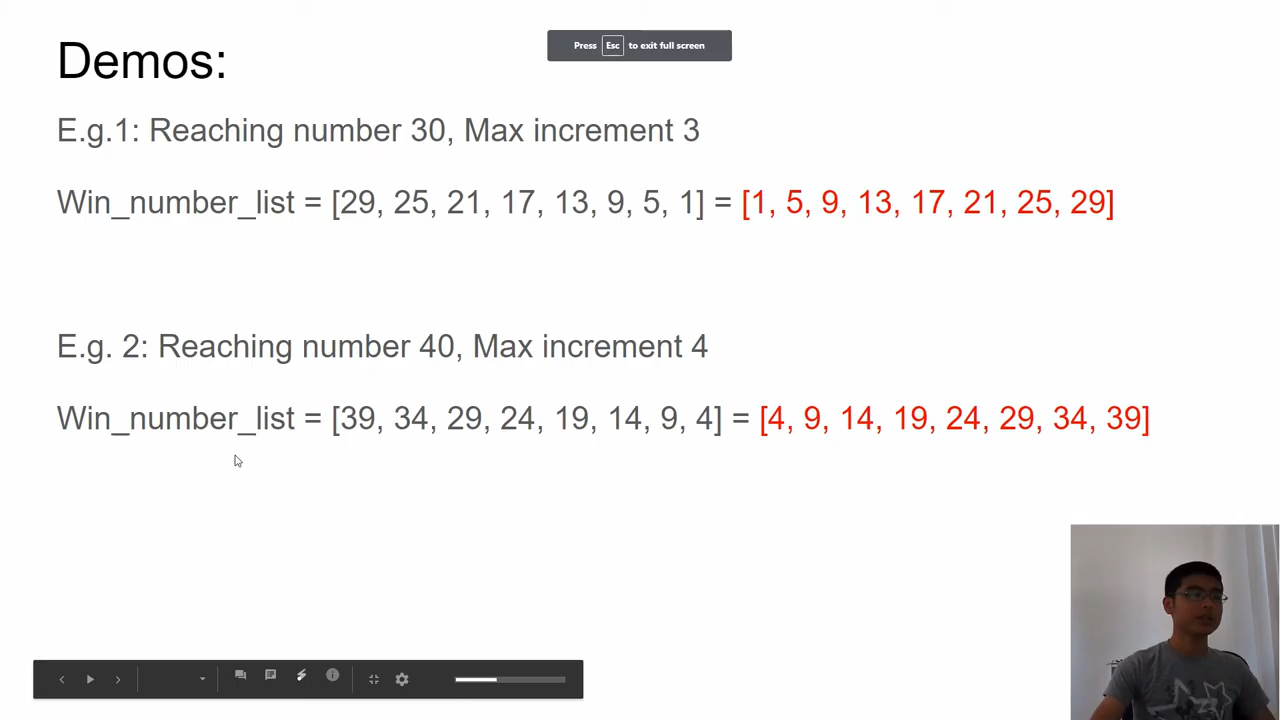 Press Esc to exit full screen
Demos:
E.g.1: Reaching number 30, Max increment 3
Win_number_list = [29, 25, 21, 17, 13, 9, 5, 1] = [1, 5, 9, 13, 17, 21, 25, 29]
E.g. 2: Reaching number 40, Max increment 4
Win_number_list = [39, 34, 29, 24, 19, 14, 9, 4] = [4, 9, 14, 19, 24, 29, 34, 39]